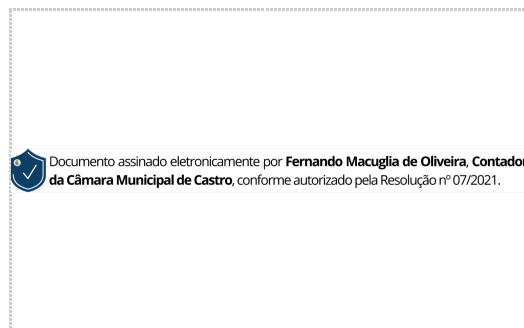 Documento assinado eletronicamente por Fernando Macuglia de Oliveira, Contador
da Câmara Municipal de Castro, conforme autorizado pela Resolução nº 07/2021.